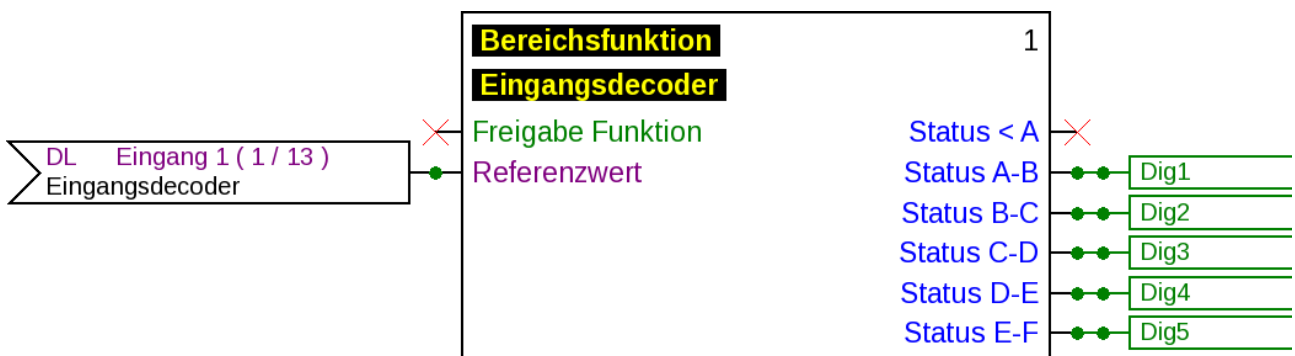 Bereichsfunktion 1
Eingangsdecoder
Freigabe Funktion Status < A
DL Eingang 1 ( 1 / 13 )
Eingangsdecoder
Referenzwert Status A-B Dig1
Status B-C Dig2
Status C-D Dig3
Status D-E Dig4
Status E-F Dig5